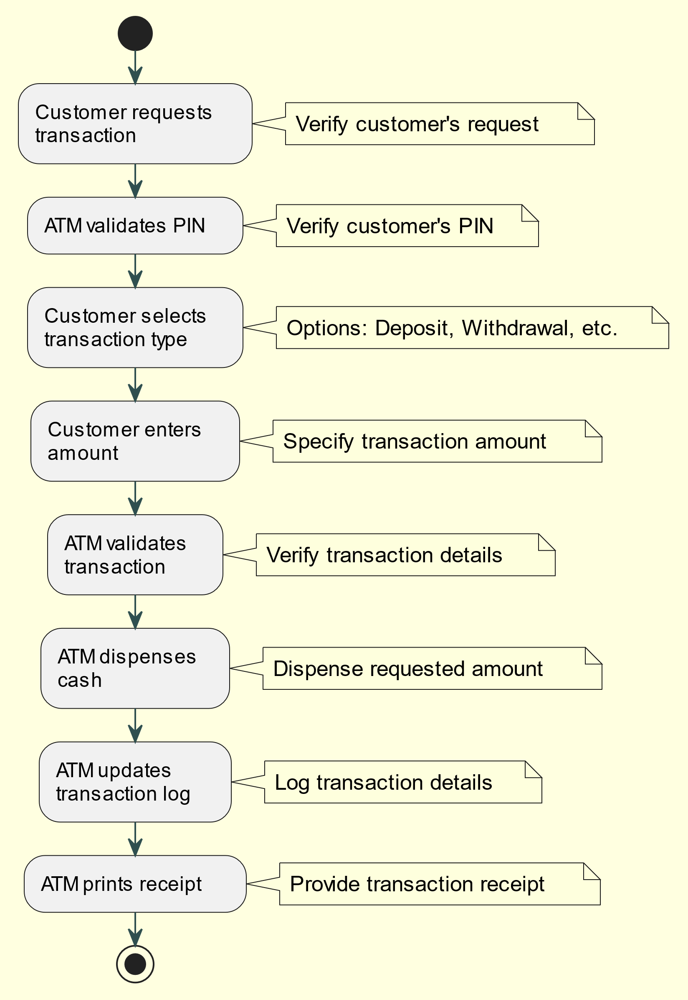 Customer requests
transaction
Verify customer's request
ATM validates PIN
Verify customer's PIN
Customer selects
transaction type
Options: Deposit, Withdrawal, etc.
Customer enters
amount
Specify transaction amount
ATM validates
transaction
Verify transaction details
ATM dispenses
cash
Dispense requested amount
ATM updates
transaction log
Log transaction details
ATM prints receipt
Provide transaction receipt